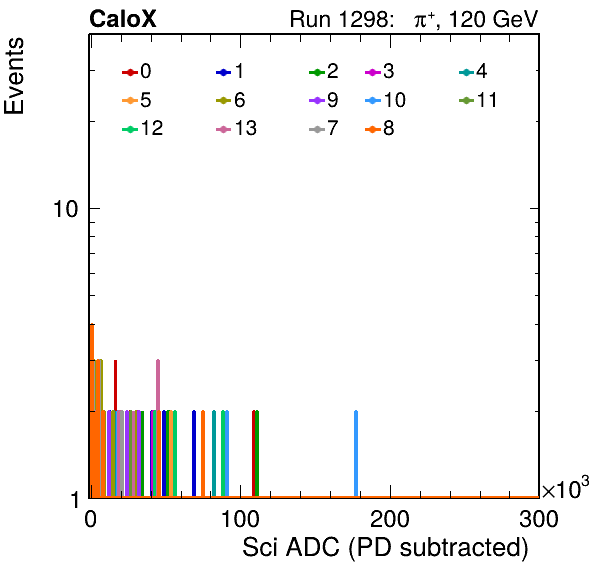 CaloX Run 1298: π⁺, 120 GeV
Events
0 1 2 3 4
5 6 9 10 11
12 13 7 8
10
1
0 100 200 300
×10³
Sci ADC (PD subtracted)